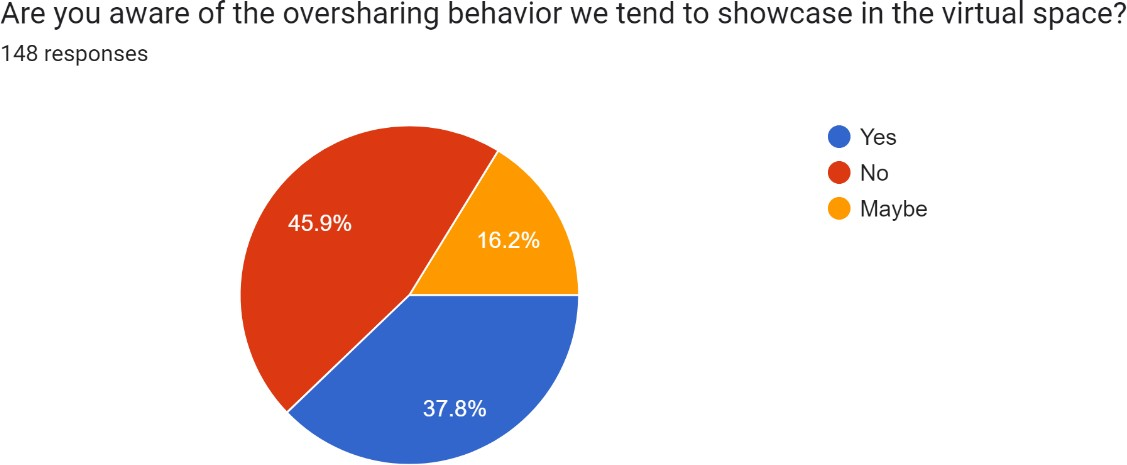 Are you aware of the oversharing behavior we tend to showcase in the virtual space?
148 responses
Yes
No
Maybe
45.9%
16.2%
37.8%